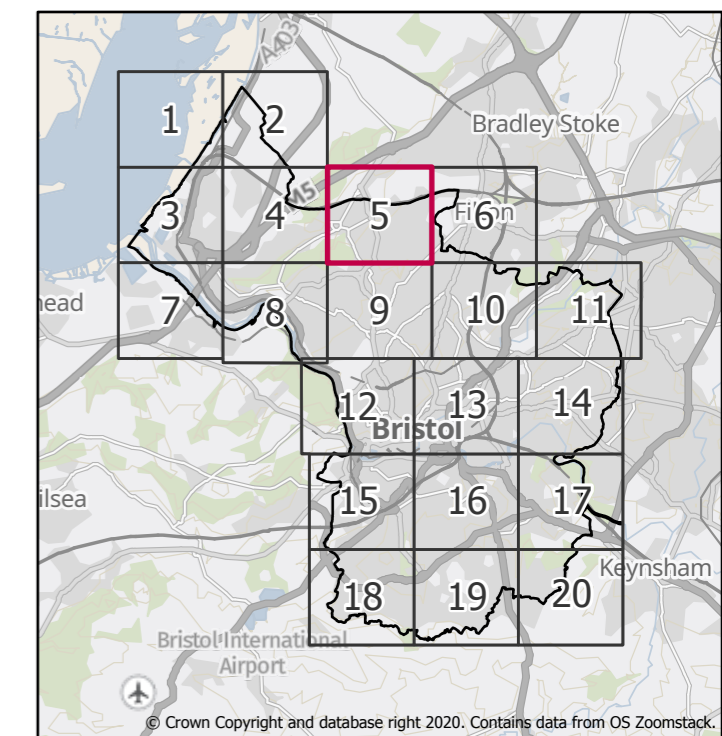 A403
1
2
Bradley Stoke
M5
3
4
5
Filton
6
head
7
8
9
10
11
12
13
14
Bristol
ilsea
15
16
17
Keynsham
18
19
20
Bristol International
Airport
© Crown Copyright and database right 2020. Contains data from OS Zoomstack.